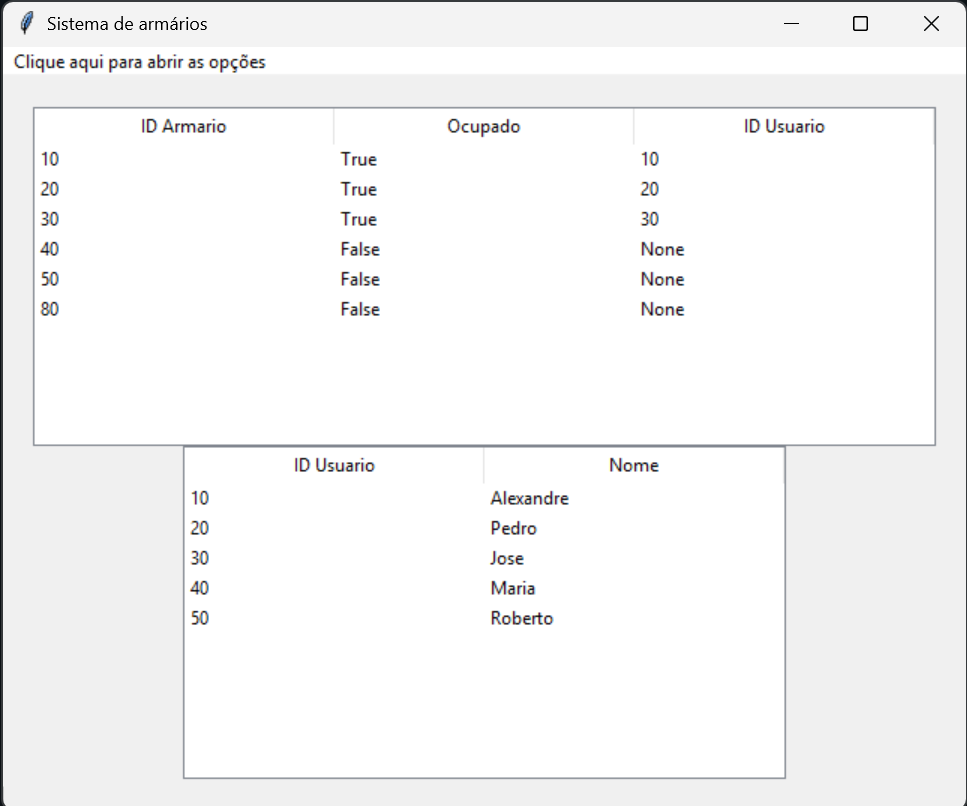 Sistema de armários
Clique aqui para abrir as opções
ID Armario Ocupado ID Usuario
10 True 10
20 True 20
30 True 30
40 False None
50 False None
80 False None
ID Usuario Nome
10 Alexandre
20 Pedro
30 Jose
40 Maria
50 Roberto